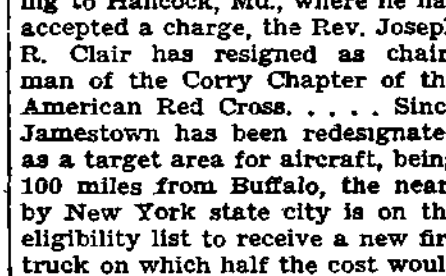 ing to Hancock, Md., where he ha
accepted a charge, the Rev. Josep
R. Clair has resigned as chair
man of the Corry Chapter of th
American Red Cross. . . . . Sinc
Jamestown has been redesignate
as a target area for aircraft, bein
100 miles from Buffalo, the near
by New York state city is on th
eligibility list to receive a new fir
truck on which half the cost woul